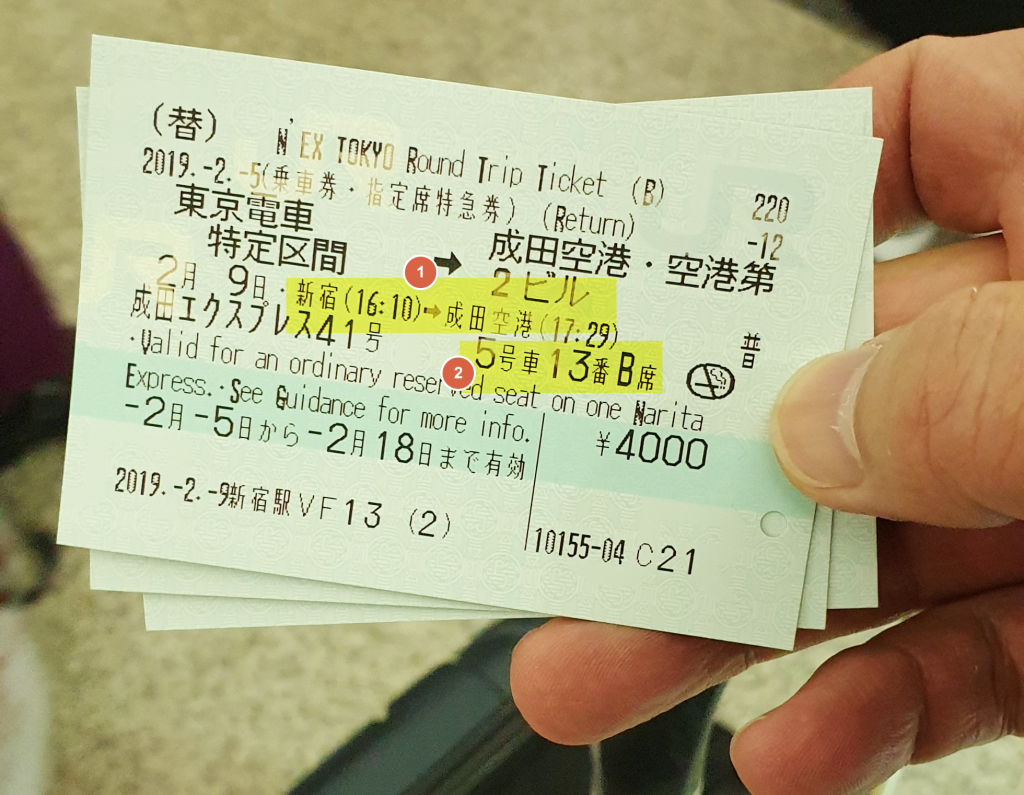 (替)
N'EX TOKYO Round Trip Ticket (B)
2019.-2.-5(乗車券・指定席特急券) (Return)
220
-12
東京電車
特定区間
➡
成田空港・空港第
2ビル
1
2月 9日・新宿(16:10)➡成田空港(17:29)
成田エクスプレス41号
5号車13番B席
普
2
・Valid for an ordinary reserved seat on one Narita
Express.・See Guidance for more info.
¥4000
-2月-5日から-2月18日まで有効
2019.-2.-9新宿駅VF13 (2)
10155-04 C21